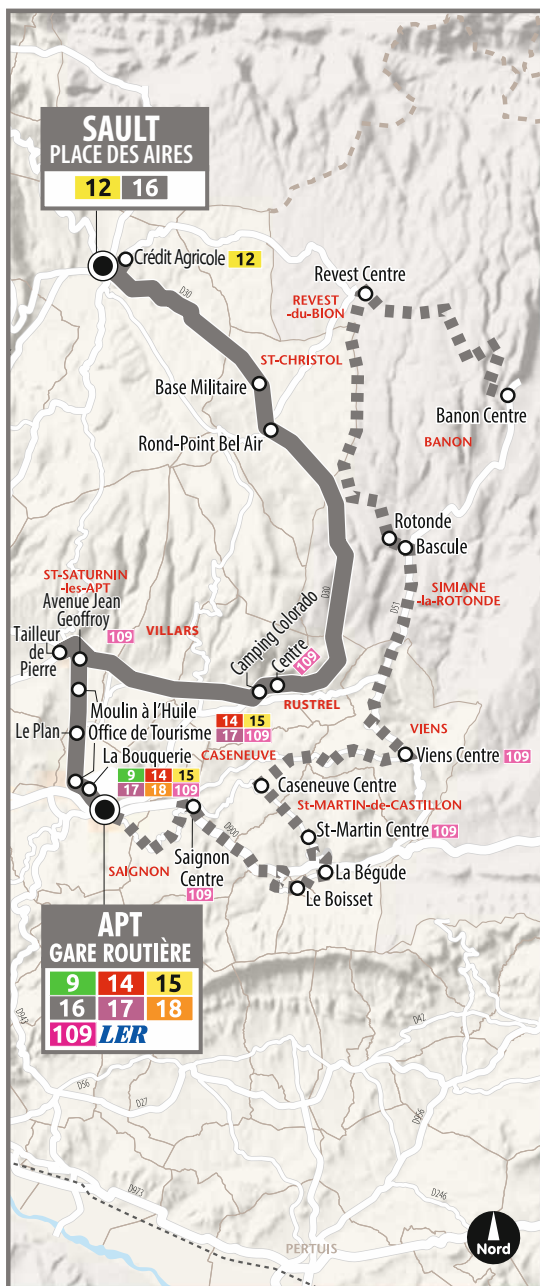 SAULT
PLACE DES AIRES
12 16
Crédit Agricole 12
D30
Revest Centre
REVEST
-du-BION
ST-CHRISTOL
Base Militaire
Banon Centre
Rond-Point Bel Air
BANON
Rotonde
Bascule
ST-SATURNIN
-les-APT
Avenue Jean
Geoffroy
109
D30
D51
SIMIANE
-la-ROTONDE
VILLARS
Tailleur
de
Pierre
Camping Colorado
Centre
109
RUSTREL
Moulin à l'Huile
Le Plan
Office de Tourisme
14 15
17 109
VIENS
Viens Centre 109
La Bouquerie
CASENEUVE
9 14 15
17 18 109
Caseneuve Centre
St-MARTIN-de-CASTILLON
D900
St-Martin Centre 109
SAIGNON
Saignon
Centre
109
La Bégude
Le Boisset
APT
GARE ROUTIÈRE
9 14 15
16 17 18
109 LER
D943
D42
D56
D27
D956
D973
D246
PERTUIS
Nord